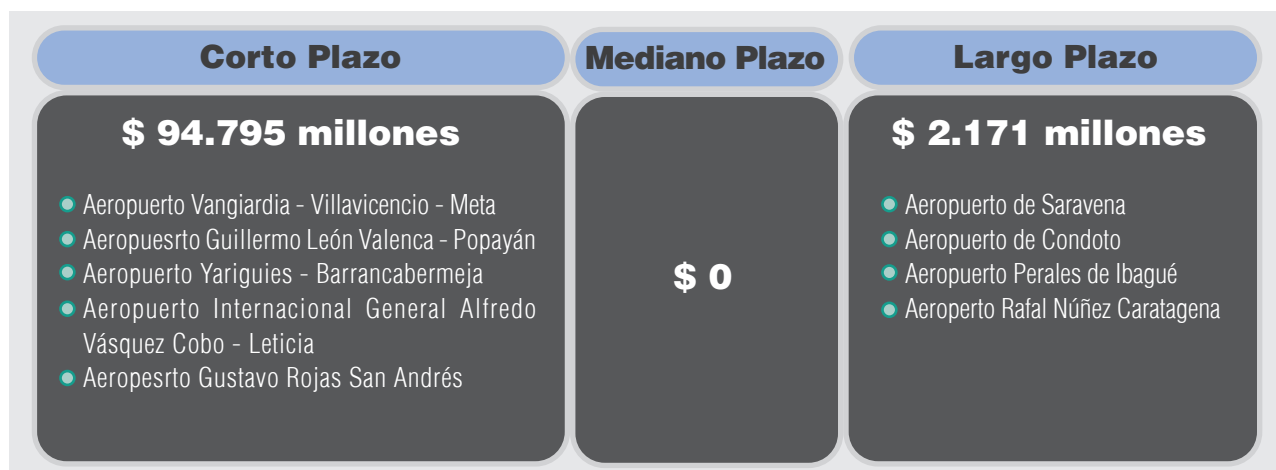 Corto Plazo
$ 94.795 millones
Aeropuerto Vangiardia - Villavicencio - Meta
Aeropuesrto Guillermo León Valenca - Popayán
Aeropuerto Yariguies - Barrancabermeja
Aeropuerto Internacional General Alfredo
Vásquez Cobo - Leticia
Aeropesrto Gustavo Rojas San Andrés
Mediano Plazo
$ 0
Largo Plazo
$ 2.171 millones
Aeropuerto de Saravena
Aeropuerto de Condoto
Aeropuerto Perales de Ibagué
Aeroperto Rafal Núñez Caratagena